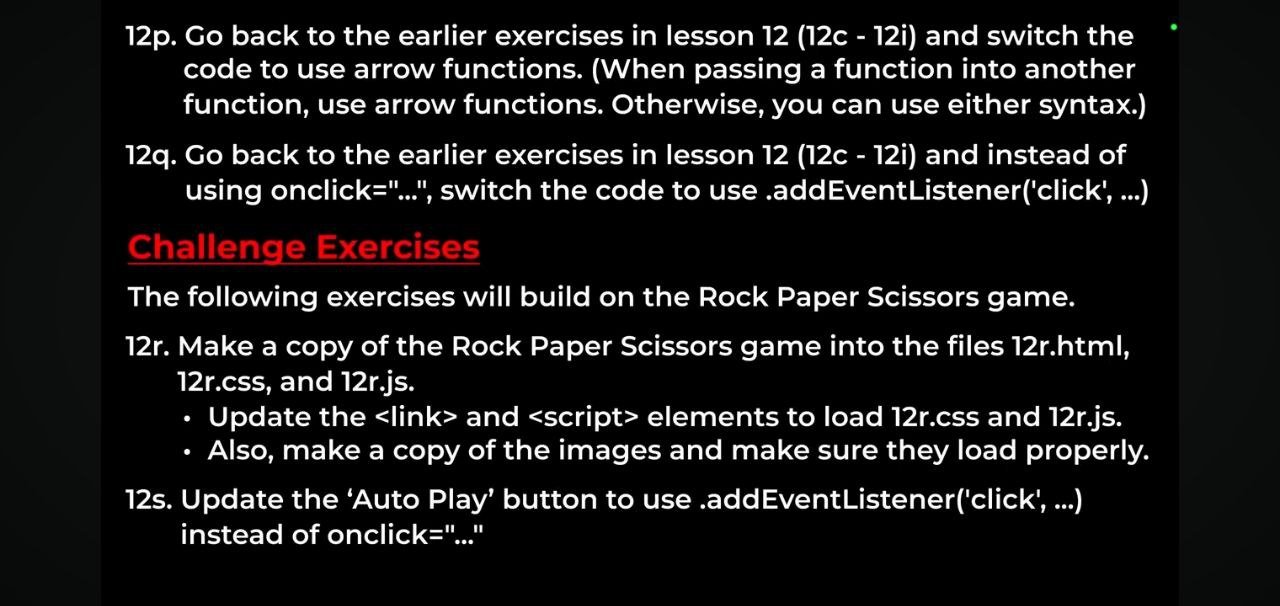 12p. Go back to the earlier exercises in lesson 12 (12c - 12i) and switch the
code to use arrow functions. (When passing a function into another
function, use arrow functions. Otherwise, you can use either syntax.)
12q. Go back to the earlier exercises in lesson 12 (12c - 12i) and instead of
using onclick="...", switch the code to use .addEventListener('click', ...)
Challenge Exercises
The following exercises will build on the Rock Paper Scissors game.
12r. Make a copy of the Rock Paper Scissors game into the files 12r.html,
12r.css, and 12r.js.
• Update the <link> and <script> elements to load 12r.css and 12r.js.
• Also, make a copy of the images and make sure they load properly.
12s. Update the ‘Auto Play’ button to use .addEventListener('click', ...)
instead of onclick="..."